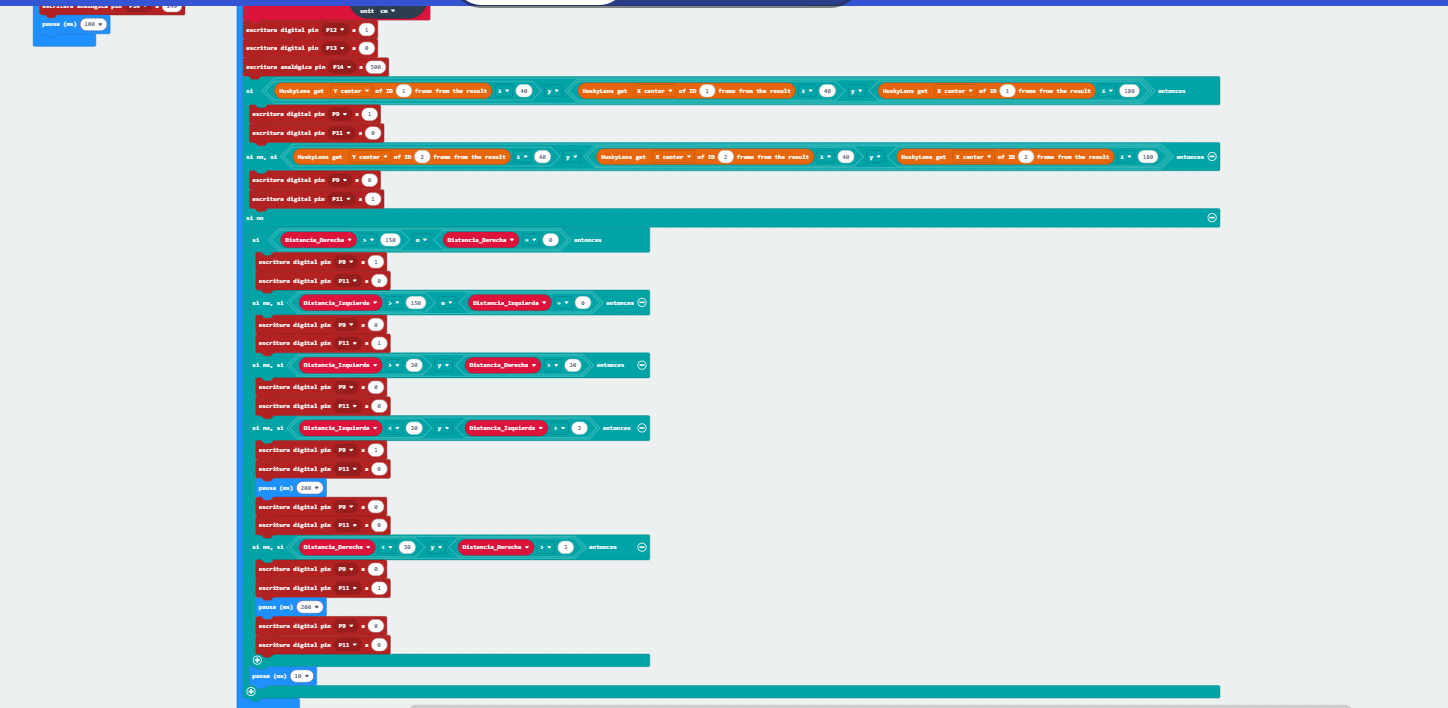 escritura analógica pin P14 a
pausa (ms) 100
unit cm
escritura digital pin P12 a 1
escritura digital pin P13 a 0
escritura analógica pin P14 a 500
si HuskyLens get Y center of ID 1 frame from the result ≥ 40 y HuskyLens get X center of ID 1 frame from the result ≥ 40 y HuskyLens get X center of ID 1 frame from the result ≤ 180 entonces
escritura digital pin P9 a 1
escritura digital pin P11 a 0
si no, si HuskyLens get Y center of ID 2 frame from the result ≥ 40 y HuskyLens get X center of ID 2 frame from the result ≥ 40 y HuskyLens get X center of ID 2 frame from the result ≤ 180 entonces
escritura digital pin P9 a 0
escritura digital pin P11 a 1
si no
si Distancia_Derecha > 150 o Distancia_Derecha = 0 entonces
escritura digital pin P9 a 1
escritura digital pin P11 a 0
si no, si Distancia_Izquierda > 150 o Distancia_Izquierda = 0 entonces
escritura digital pin P9 a 0
escritura digital pin P11 a 1
si no, si Distancia_Izquierda > 30 y Distancia_Derecha > 30 entonces
escritura digital pin P9 a 0
escritura digital pin P11 a 0
si no, si Distancia_Izquierda < 30 y Distancia_Izquierda > 3 entonces
escritura digital pin P9 a 1
escritura digital pin P11 a 0
pausa (ms) 200
escritura digital pin P9 a 0
escritura digital pin P11 a 0
si no, si Distancia_Derecha < 30 y Distancia_Derecha > 3 entonces
escritura digital pin P9 a 0
escritura digital pin P11 a 1
pausa (ms) 200
escritura digital pin P9 a 0
escritura digital pin P11 a 0
pausa (ms) 10